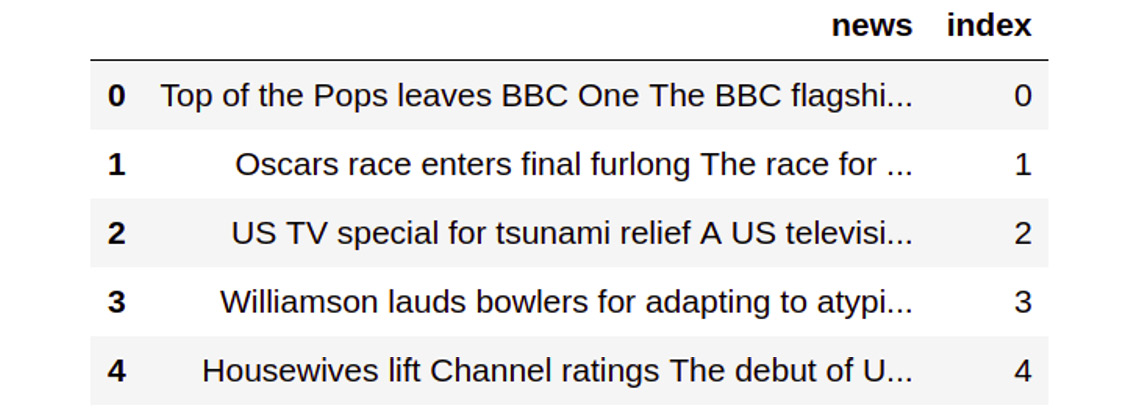 news index
0 Top of the Pops leaves BBC One The BBC flagshi... 0
1 Oscars race enters final furlong The race for ... 1
2 US TV special for tsunami relief A US televisi... 2
3 Williamson lauds bowlers for adapting to atypi... 3
4 Housewives lift Channel ratings The debut of U... 4